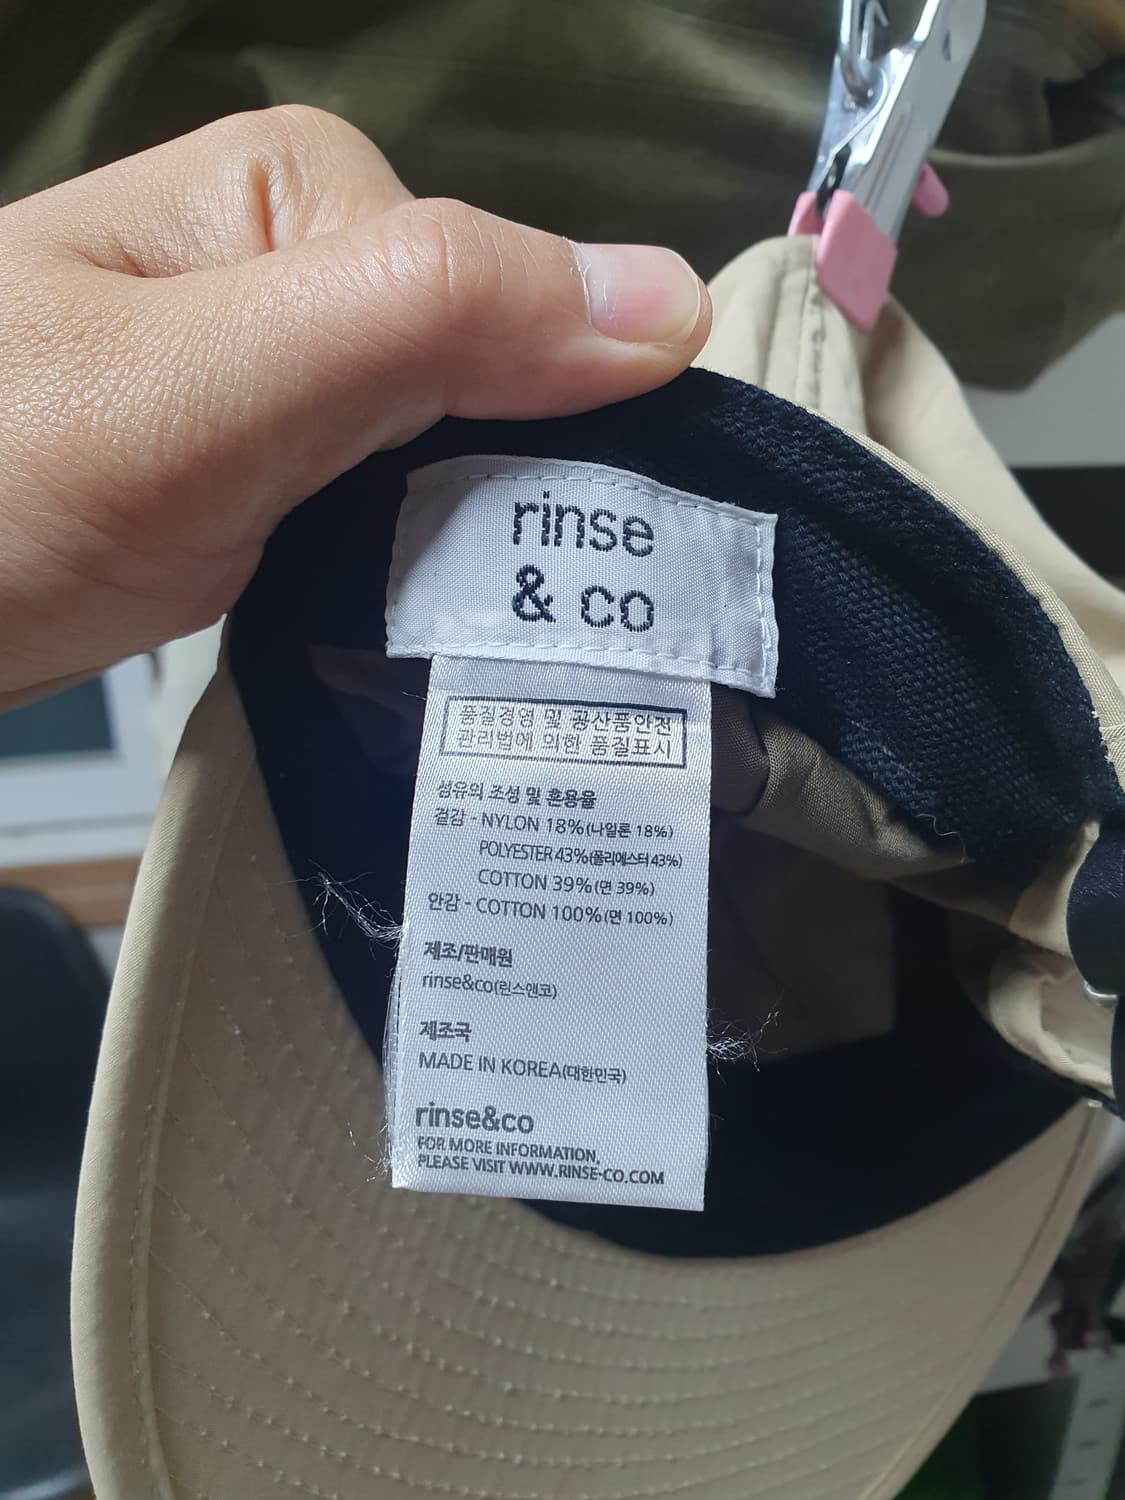 rinse
& co
품질경영 및 공산품안전
관리법에 의한 품질표시
섬유의 조성 및 혼용율
겉감 - NYLON 18%(나일론 18%)
POLYESTER 43%(폴리에스터 43%)
COTTON 39%(면 39%)
안감 - COTTON 100%(면 100%)
제조/판매원
rinse&co(린스앤코)
제조국
MADE IN KOREA(대한민국)
rinse&co
FOR MORE INFORMATION,
PLEASE VISIT WWW.RINSE-CO.COM